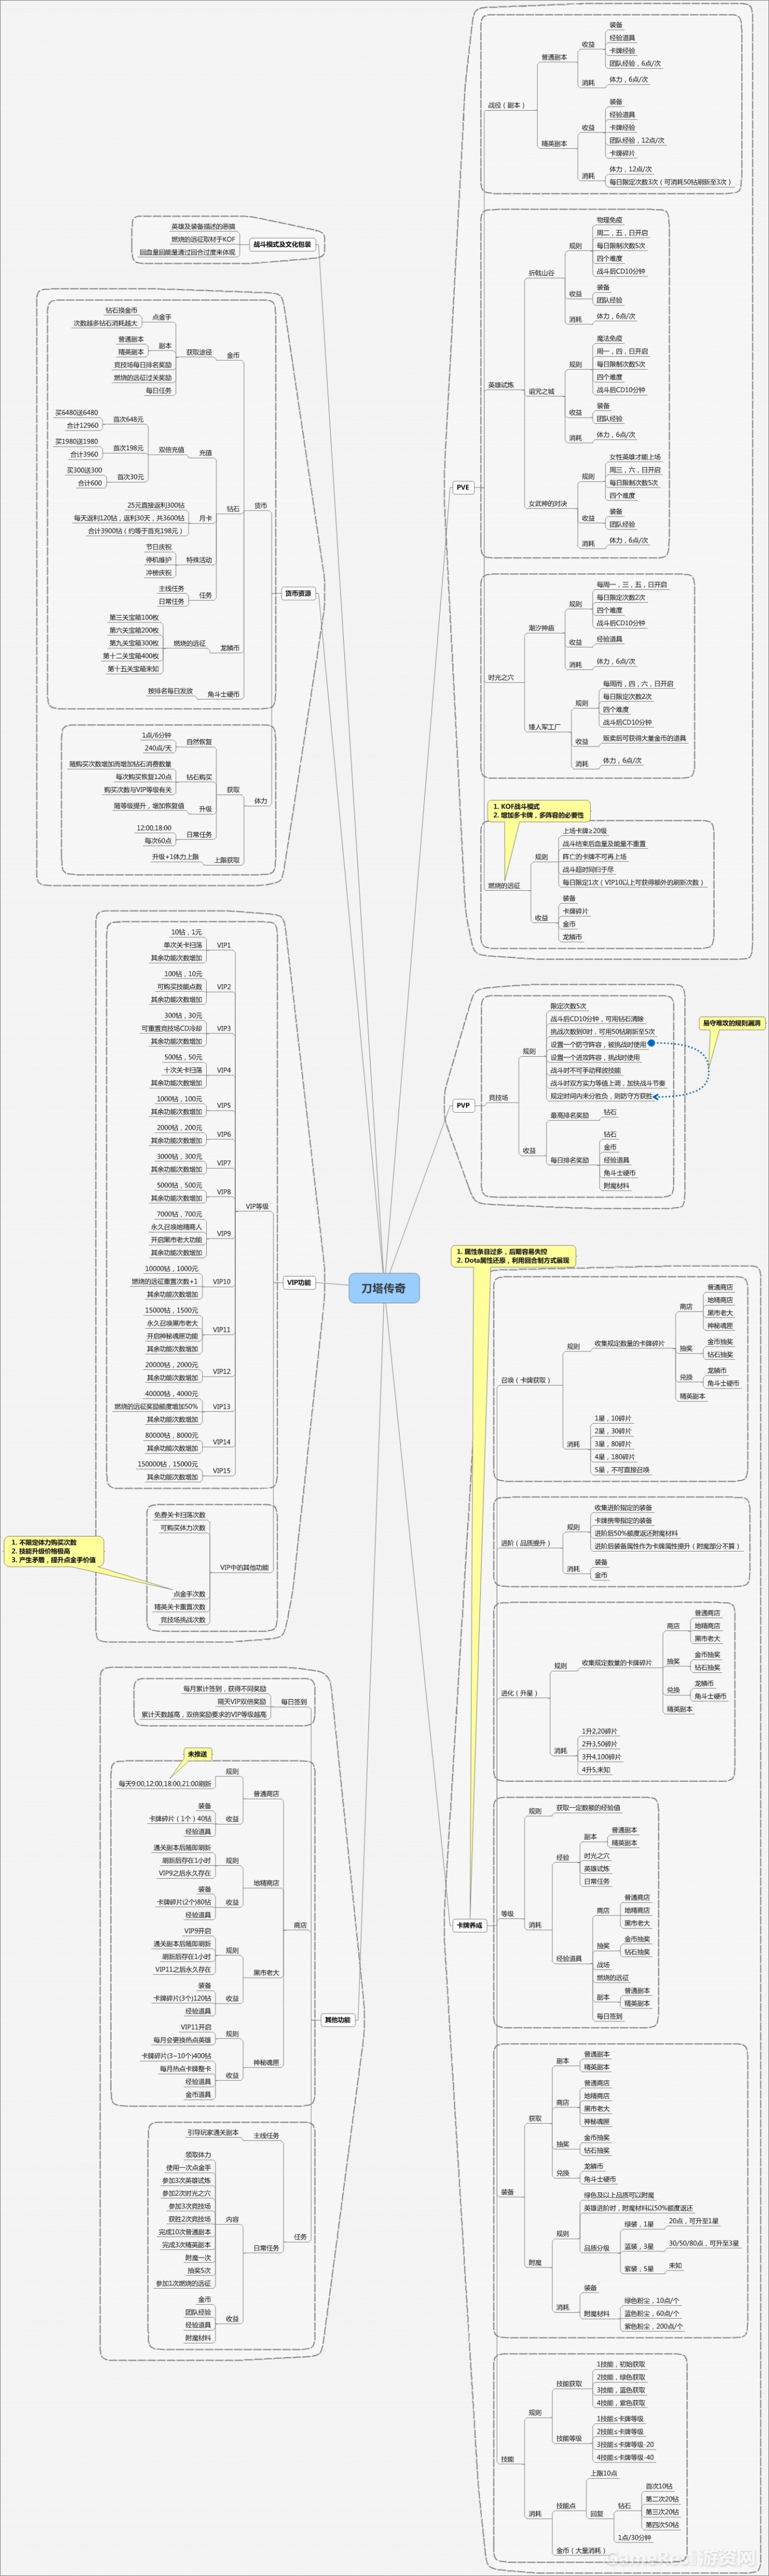 刀塔传奇
战斗模式及文化包装
英雄及装备描述的恶搞
燃烧的远征取材于KOF
回血量回能量通过回合过度来体现
货币资源
货币
金币
获取途径
点金手
钻石换金币
次数越多钻石消耗越大
副本
普通副本
精英副本
竞技场每日排名奖励
燃烧的远征过关奖励
每日任务
钻石
充值
双倍充值
首次648元
买6480送6480
合计12960
首次198元
买1980送1980
合计3960
首次30元
买300送300
合计600
月卡
25元直接返利300钻
每天返利120钻，返利30天，共3600钻
合计3900钻（约等于首充198元）
特殊活动
节日庆祝
停机维护
冲榜庆祝
任务
主线任务
日常任务
龙鳞币
燃烧的远征
第三关宝箱100枚
第六关宝箱200枚
第九关宝箱300枚
第十二关宝箱400枚
第十五关宝箱未知
角斗士硬币
按排名每日发放
体力
获取
自然恢复
1点/6分钟
240点/天
钻石购买
随购买次数增加而增加钻石消费数量
每次购买恢复120点
购买次数与VIP等级有关
升级
随等级提升，增加恢复值
日常任务
12:00,18:00
每次60点
上限获取
升级+1体力上限
VIP功能
VIP等级
VIP1
10钻，1元
单次关卡扫荡
其余功能次数增加
VIP2
100钻，10元
可购买技能点数
其余功能次数增加
VIP3
300钻，30元
可重置竞技场CD冷却
其余功能次数增加
VIP4
500钻，50元
十次关卡扫荡
其余功能次数增加
VIP5
1000钻，100元
其余功能次数增加
VIP6
2000钻，200元
其余功能次数增加
VIP7
3000钻，300元
其余功能次数增加
VIP8
5000钻，500元
其余功能次数增加
VIP9
7000钻，700元
永久召唤地精商人
开启黑市老大功能
其余功能次数增加
VIP10
10000钻，1000元
燃烧的远征重置次数+1
其余功能次数增加
VIP11
15000钻，1500元
永久召唤黑市老大
开启神秘魂匣功能
其余功能次数增加
VIP12
20000钻，2000元
其余功能次数增加
VIP13
40000钻，4000元
燃烧的远征奖励额度增加50%
其余功能次数增加
VIP14
80000钻，8000元
其余功能次数增加
VIP15
150000钻，15000元
其余功能次数增加
VIP中的其他功能
免费关卡扫荡次数
可购买体力次数
点金手次数
精英关卡重置次数
竞技场挑战次数
1. 不限定体力购买次数
2. 技能升级价格极高
3. 产生矛盾，提升点金手价值
其他功能
每日签到
每月累计签到，获得不同奖励
隔天VIP双倍奖励
累计天数越高，双倍奖励要求的VIP等级越高
商店
普通商店
规则
未推送
每天9:00,12:00,18:00,21:00刷新
收益
装备
卡牌碎片（1个）40钻
经验道具
地精商店
规则
通关副本后随即刷新
刷新后存在1小时
VIP9之后永久存在
收益
装备
卡牌碎片(2个)80钻
经验道具
黑市老大
规则
VIP9开启
通关副本后随即刷新
刷新后存在1小时
VIP11之后永久存在
收益
装备
卡牌碎片(3个)120钻
经验道具
神秘魂匣
规则
VIP11开启
每月会更换热点英雄
收益
卡牌碎片(3~10个)400钻
每月热点卡牌整卡
经验道具
金币道具
任务
主线任务
引导玩家通关副本
日常任务
内容
领取体力
使用一次点金手
参加3次英雄试炼
参加2次时光之穴
参加3次竞技场
获胜2次竞技场
完成10次普通副本
完成3次精英副本
附魔一次
抽奖5次
参加1次燃烧的远征
收益
金币
团队经验
经验道具
附魔材料
PVE
战役（副本）
普通副本
收益
装备
经验道具
卡牌经验
团队经验，6点/次
消耗
体力，6点/次
精英副本
收益
装备
经验道具
卡牌经验
团队经验，12点/次
卡牌碎片
消耗
体力，12点/次
每日限定次数3次（可消耗50钻刷新至3次）
英雄试炼
折戟山谷
规则
物理免疫
周二，五，日开启
每日限制次数5次
四个难度
战斗后CD10分钟
收益
装备
团队经验
消耗
体力，6点/次
诅咒之城
规则
魔法免疫
周一，四，日开启
每日限制次数5次
四个难度
战斗后CD10分钟
收益
装备
团队经验
消耗
体力，6点/次
女武神的对决
规则
女性英雄才能上场
周三，六，日开启
每日限制次数5次
四个难度
收益
装备
团队经验
消耗
体力，6点/次
时光之穴
潮汐神庙
规则
每周一，三，五，日开启
每日限定次数2次
四个难度
战斗后CD10分钟
收益
经验道具
消耗
体力，6点/次
矮人军工厂
规则
每周而，四，六，日开启
每日限定次数2次
四个难度
战斗后CD10分钟
收益
贩卖后可获得大量金币的道具
消耗
体力，6点/次
1. KOF战斗模式
2. 增加多卡牌，多阵容的必要性
燃烧的远征
规则
上场卡牌≥20级
战斗结束后血量及能量不重置
阵亡的卡牌不可再上场
战斗超时同归于尽
每日限定1次（VIP10以上可获得额外的刷新次数）
收益
装备
卡牌碎片
金币
龙鳞币
PVP
竞技场
规则
限定次数5次
战斗后CD10分钟，可用钻石清除
挑战次数到0时，可用50钻刷新至5次
设置一个防守阵容，被挑战时使用
设置一个进攻阵容，挑战时使用
战斗时不可手动释放技能
战斗时双方实力等值上调，加快战斗节奏
规定时间内未分胜负，则防守方获胜
易守难攻的规则漏洞
收益
最高排名奖励
钻石
每日排名奖励
钻石
金币
经验道具
角斗士硬币
附魔材料
1. 属性条目过多，后期容易失控
2. Dota属性还原，利用回合制方式展现
卡牌养成
召唤（卡牌获取）
规则
收集规定数量的卡牌碎片
商店
普通商店
地精商店
黑市老大
神秘魂匣
抽奖
金币抽奖
钻石抽奖
兑换
龙鳞币
角斗士硬币
精英副本
消耗
1星，10碎片
2星，30碎片
3星，80碎片
4星，180碎片
5星，不可直接召唤
进阶（品质提升）
规则
收集进阶指定的装备
卡牌携带指定的装备
进阶后50%额度返还附魔材料
进阶后装备属性作为卡牌属性提升（附魔部分不算）
消耗
装备
金币
进化（升星）
规则
收集规定数量的卡牌碎片
商店
普通商店
地精商店
黑市老大
抽奖
金币抽奖
钻石抽奖
兑换
龙鳞币
角斗士硬币
精英副本
消耗
1升2,20碎片
2升3,50碎片
3升4,100碎片
4升5,未知
等级
规则
获取一定数额的经验值
消耗
经验
副本
普通副本
精英副本
时光之穴
英雄试炼
日常任务
经验道具
商店
普通商店
地精商店
黑市老大
抽奖
金币抽奖
钻石抽奖
战场
燃烧的远征
副本
普通副本
精英副本
每日签到
装备
获取
副本
普通副本
精英副本
商店
普通商店
地精商店
黑市老大
神秘魂匣
抽奖
金币抽奖
钻石抽奖
兑换
龙鳞币
角斗士硬币
附魔
规则
绿色及以上品质可以附魔
英雄进阶时，附魔材料以50%额度返还
品质分级
绿装，1星
20点，可升至1星
蓝装，3星
30/50/80点，可升至3星
紫装，5星
未知
消耗
装备
附魔材料
绿色粉尘，10点/个
蓝色粉尘，60点/个
紫色粉尘，200点/个
技能
规则
技能获取
1技能，初始获取
2技能，绿色获取
3技能，蓝色获取
4技能，紫色获取
技能等级
1技能≤卡牌等级
2技能≤卡牌等级
3技能≤卡牌等级-20
4技能≤卡牌等级-40
消耗
技能点
上限10点
回复
钻石
首次10钻
第二次20钻
第三次20钻
第四次50钻
1点/30分钟
金币（大量消耗）
GameRes游资网